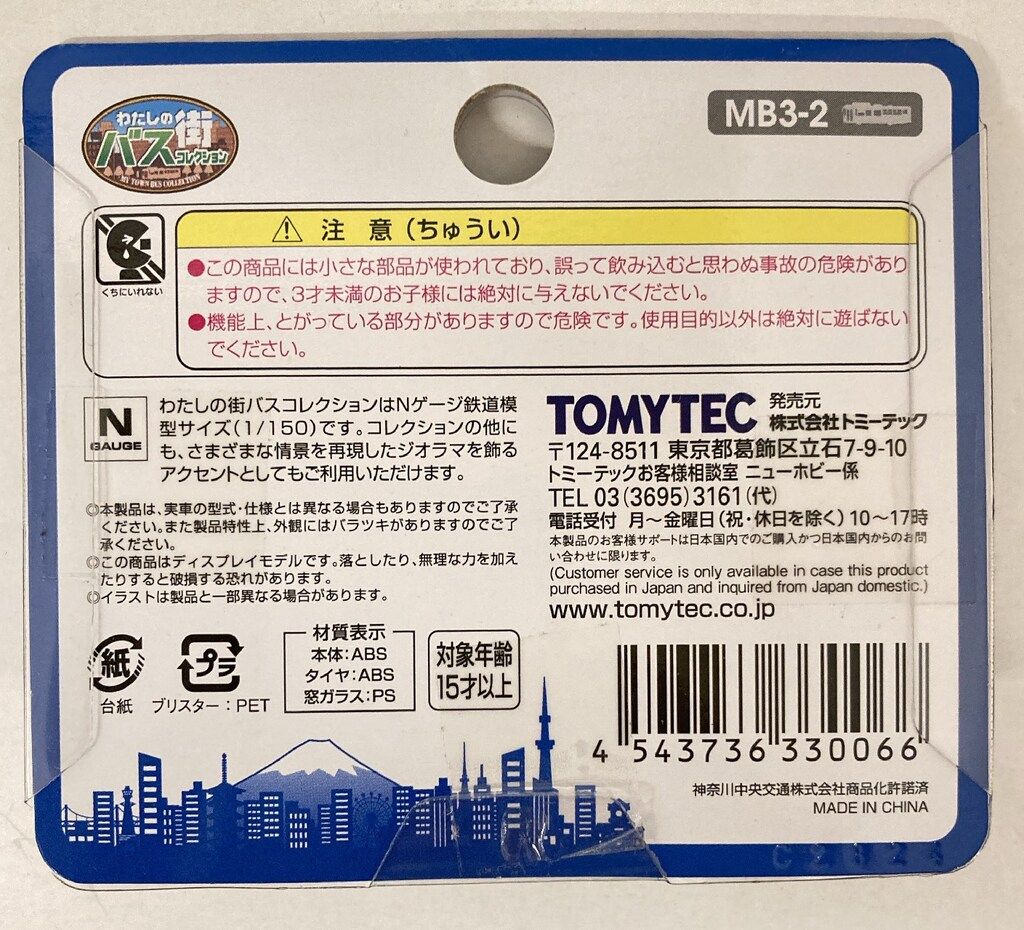 わたしの街
バスコレクション
MY TOWN BUS COLLECTION
MB3-2
くちにいれない
⚠ 注 意 (ちゅうい)
●この商品には小さな部品が使われており、誤って飲み込むと思わぬ事故の危険があり
ますので、3才未満のお子様には絶対に与えないでください。
●機能上、とがっている部分がありますので危険です。使用目的以外は絶対に遊ばない
でください。
N
GAUGE
わたしの街バスコレクションはNゲージ鉄道模
型サイズ(1/150)です。コレクションの他に
も、さまざまな情景を再現したジオラマを飾る
アクセントとしてもご利用いただけます。
◎本製品は、実車の型式・仕様とは異なる場合もありますのでご了承
ください。また製品特性上、外観にはバラツキがありますのでご了
承ください。
◎この商品はディスプレイモデルです。落としたり、無理な力を加え
たりすると破損する恐れがあります。
◎イラストは製品と一部異なる場合があります。
TOMYTEC
発売元
株式会社トミーテック
〒124-8511 東京都葛飾区立石7-9-10
トミーテックお客様相談室 ニューホビー係
TEL 03(3695)3161(代)
電話受付 月〜金曜日(祝・休日を除く)10〜17時
本製品のお客様サポートは日本国内でのご購入かつ日本国内からのお問
い合わせに限ります。
(Customer service is only available in case this product
purchased in Japan and inquired from Japan domestic.)
www.tomytec.co.jp
紙
台紙
プラ
ブリスター:PET
材質表示
本体:ABS
タイヤ:ABS
窓ガラス:PS
対象年齢
15才以上
4 543736 330066
神奈川中央交通株式会社商品化許諾済
MADE IN CHINA